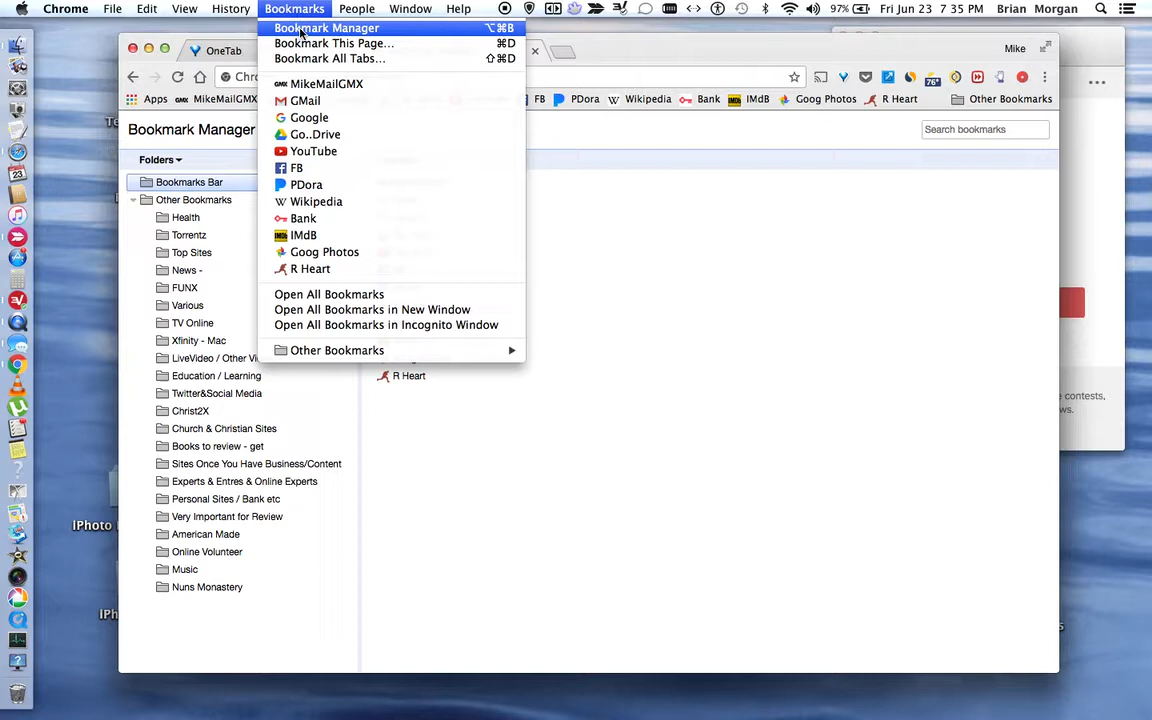 Chrome File Edit View History Bookmarks People Window Help 97% Fri Jun 23 7:35 PM Brian Morgan
Bookmark Manager ⌥⌘B
Bookmark This Page... ⌘D
Bookmark All Tabs... ⇧⌘D
MikeMailGMX
GMail
Google
Go..Drive
YouTube
FB
PDora
Wikipedia
Bank
IMdB
Goog Photos
R Heart
Open All Bookmarks
Open All Bookmarks in New Window
Open All Bookmarks in Incognito Window
Other Bookmarks
OneTab Mike
Chro 76°
Apps GMX MikeMailGMX FB PDora Wikipedia Bank IMdB Goog Photos R Heart Other Bookmarks
Bookmark Manager Search bookmarks
Folders
Bookmarks Bar
Other Bookmarks
Health
Torrentz
Top Sites
News -
FUNX
Various
TV Online
Xfinity - Mac
LiveVideo / Other Vi
Education / Learning R Heart
Twitter&Social Media
Christ2X
Church & Christian Sites
Books to review - get
Sites Once You Have Business/Content
Experts & Entres & Online Experts
Personal Sites / Bank etc
Very Important for Review
American Made
Online Volunteer
Music
Nuns Monastery
e contests,
ws.
IPhoto
IPh
23